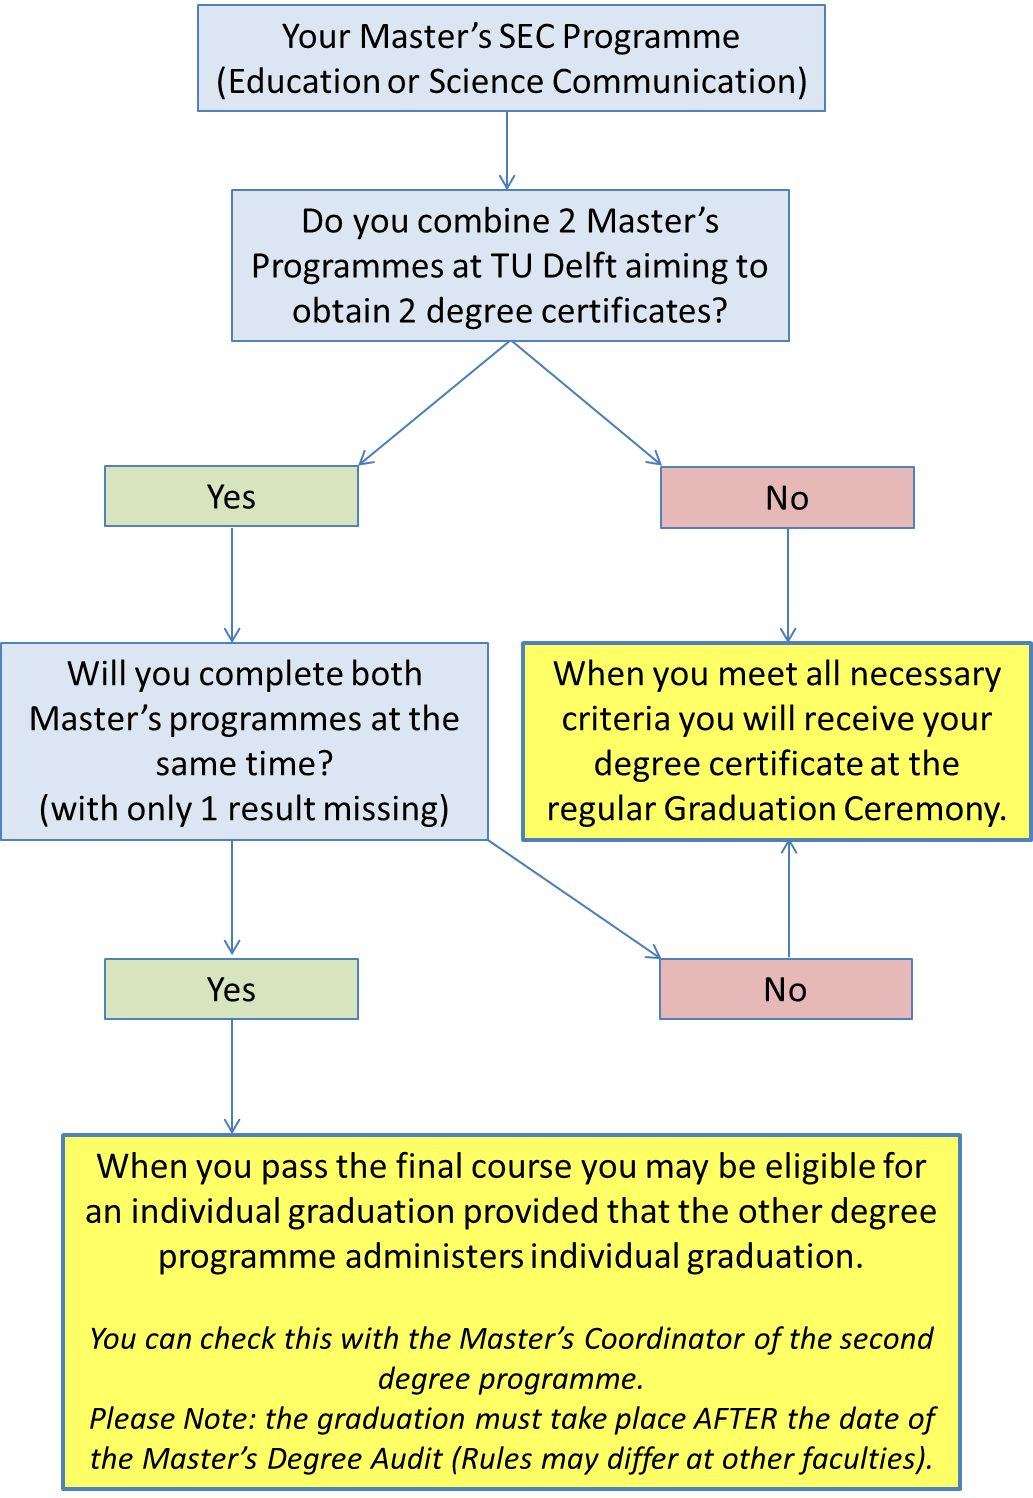 Your Master’s SEC Programme
(Education or Science Communication)
Do you combine 2 Master’s
Programmes at TU Delft aiming to
obtain 2 degree certificates?
Yes
No
Will you complete both
Master’s programmes at the
same time?
(with only 1 result missing)
When you meet all necessary
criteria you will receive your
degree certificate at the
regular Graduation Ceremony.
Yes
No
When you pass the final course you may be eligible for
an individual graduation provided that the other degree
programme administers individual graduation.
You can check this with the Master’s Coordinator of the second
degree programme.
Please Note: the graduation must take place AFTER the date of
the Master’s Degree Audit (Rules may differ at other faculties).